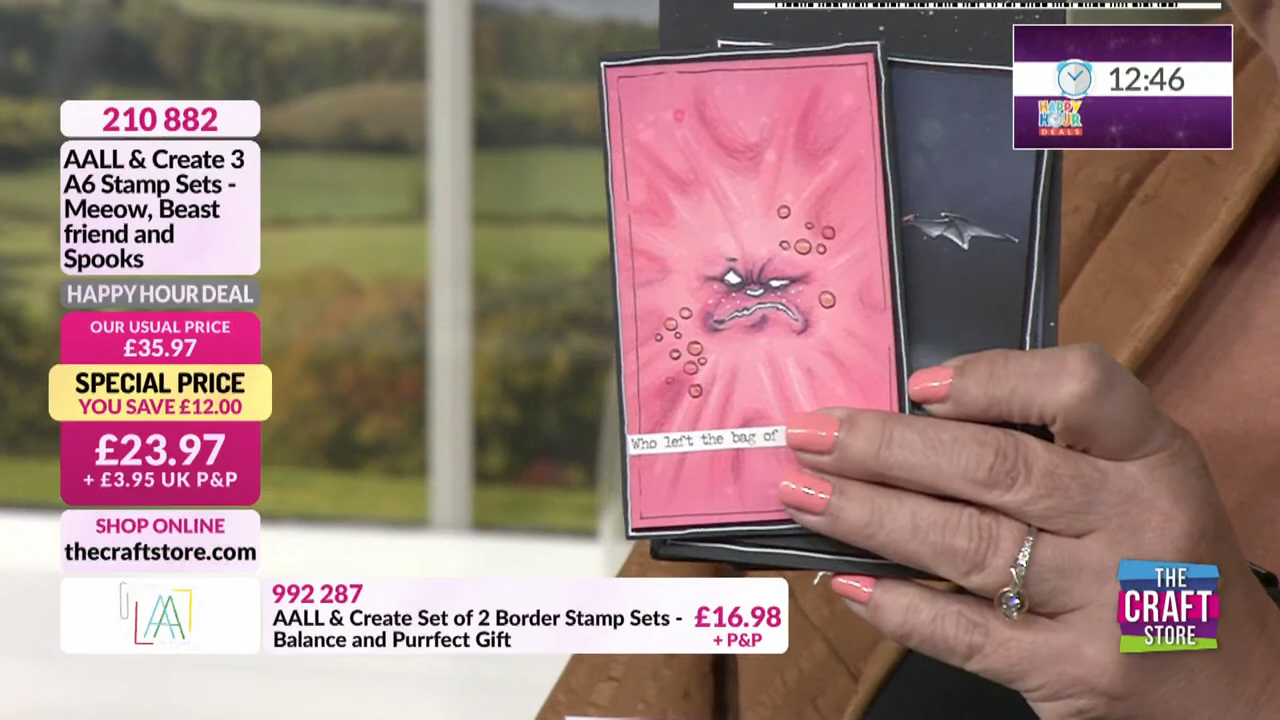 210 882
AALL & Create 3
A6 Stamp Sets -
Meeow, Beast
friend and
Spooks
HAPPY HOUR DEAL
OUR USUAL PRICE
£35.97
SPECIAL PRICE
YOU SAVE £12.00
£23.97
+ £3.95 UK P&P
SHOP ONLINE
thecraftstore.com
992 287
AALL & Create Set of 2 Border Stamp Sets -
Balance and Purrfect Gift
£16.98
+ P&P
12:46
HAPPY
HOUR
DEALS
Who left the bag of
THE
CRAFT
STORE